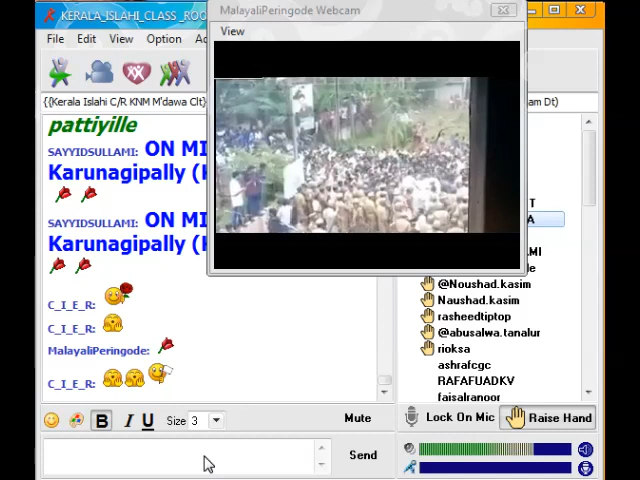 KERALA_ISLAHI_CLASS_ROO
MalayaliPeringode Webcam
File Edit View Option
View
{{Kerala Islahi C/R KNM M'dawa Clt}
am Dt)
pattiyille
SAYYIDSULLAMI: ON MI
Karunagipally (
SAYYIDSULLAMI: ON MI
Karunagipally (
C_I_E_R:
C_I_E_R:
MalayaliPeringode:
C_I_E_R:
T
A
MI
de
@Noushad.kasim
Naushad.kasim
rasheedtiptop
@abusalwa.tanalur
rioksa
ashrafcgc
RAFAFUADKV
faisalranoor
B I U Size 3
Mute
Lock On Mic
Raise Hand
Send